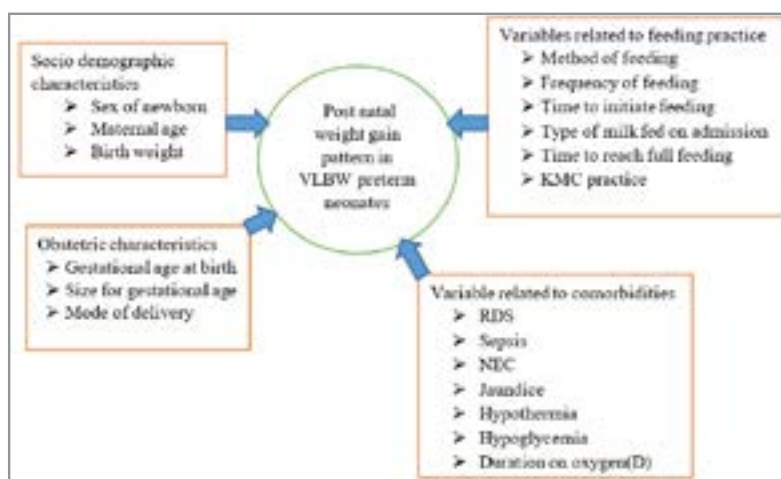 Socio demographic
characteristics
➤ Sex of newborn
➤ Maternal age
➤ Birth weight
Post natal
weight gain
pattern in
VLBW preterm
neonates
Variables related to feeding practice
➤ Method of feeding
➤ Frequency of feeding
➤ Time to initiate feeding
➤ Type of milk fed on admission
➤ Time to reach full feeding
➤ KMC practice
Obstetric characteristics
➤ Gestational age at birth
➤ Size for gestational age
➤ Mode of delivery
Variable related to comorbidities
➤ RDS
➤ Sepsis
➤ NEC
➤ Jaundice
➤ Hypothermia
➤ Hypoglycemia
➤ Duration on oxygen(D)